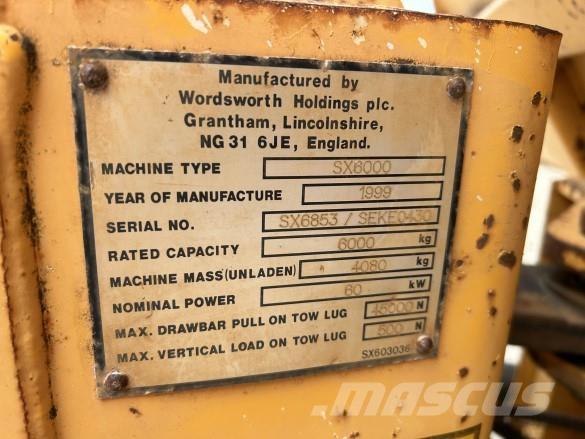 Manufactured by
Wordsworth Holdings plc.
Grantham, Lincolnshire,
NG31 6JE, England.
MACHINE TYPE SX6000
YEAR OF MANUFACTURE 1999
SERIAL NO. SX6853 / SEKE0430
RATED CAPACITY 6000 kg
MACHINE MASS(UNLADEN) 4080 kg
NOMINAL POWER 60 kW
MAX. DRAWBAR PULL ON TOW LUG 45000 N
MAX. VERTICAL LOAD ON TOW LUG 500 N
SX603036
MASCUS